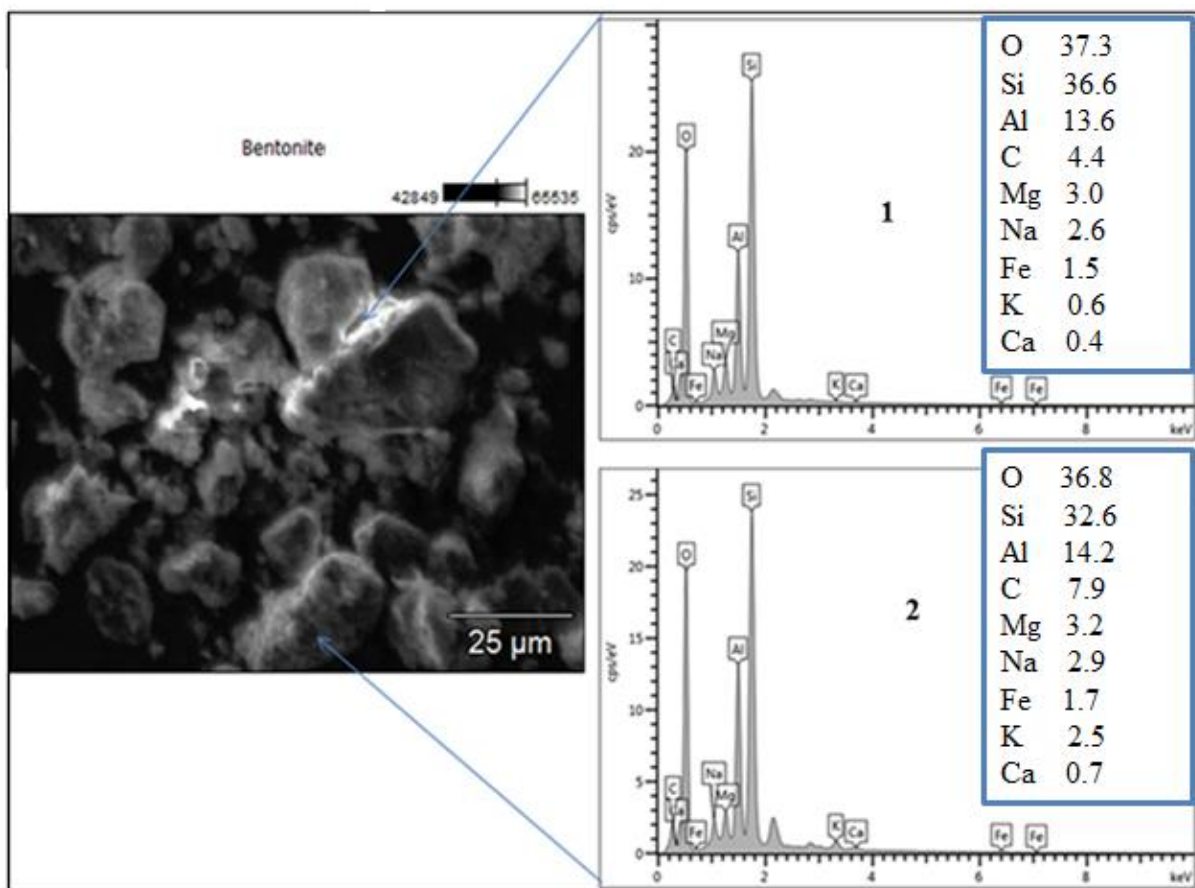 Bentonite
42849 65535
25 µm
cps/eV
20
10
0
C
Ca
O
Fe
Na
Mg
Al
Si
K
Ca
Fe
Fe
0 2 4 6 8 keV
1
O 37.3
Si 36.6
Al 13.6
C 4.4
Mg 3.0
Na 2.6
Fe 1.5
K 0.6
Ca 0.4
cps/eV
25
20
15
10
5
0
C
Ca
O
Fe
Na
Mg
Al
Si
K
Ca
Fe
Fe
0 2 4 6 8 keV
2
O 36.8
Si 32.6
Al 14.2
C 7.9
Mg 3.2
Na 2.9
Fe 1.7
K 2.5
Ca 0.7